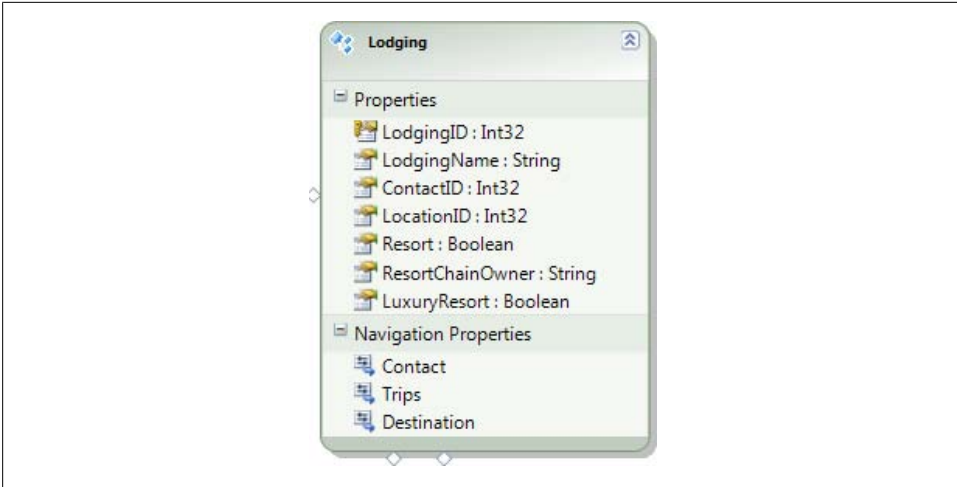 Lodging
Properties
LodgingID : Int32
LodgingName : String
ContactID : Int32
LocationID : Int32
Resort : Boolean
ResortChainOwner : String
LuxuryResort : Boolean
Navigation Properties
Contact
Trips
Destination